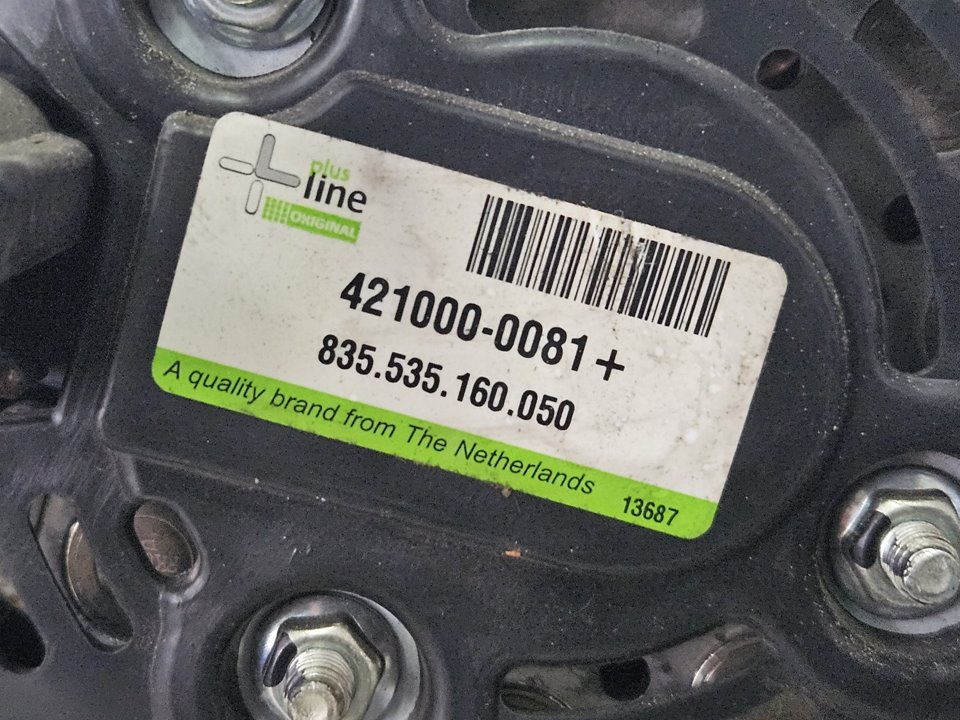 plus
line
ORIGINAL
421000-0081+
835.535.160.050
A quality brand from The Netherlands
13687